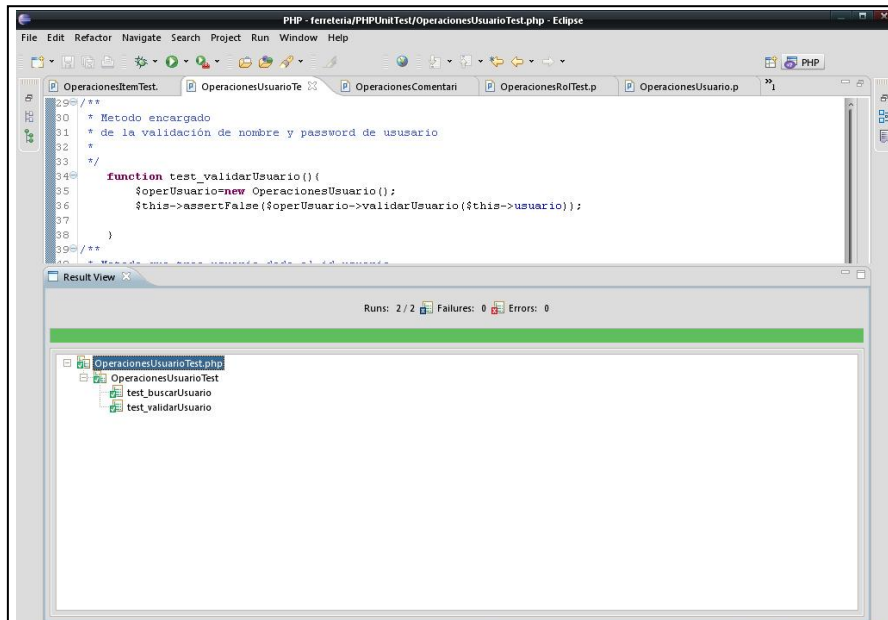 PHP - ferreteria/PHPUnitTest/OperacionesUsuarioTest.php - Eclipse
File Edit Refactor Navigate Search Project Run Window Help
PHP
OperacionesItemTest. OperacionesUsuarioTe OperacionesComentari OperacionesRolTest.p OperacionesUsuario.p »1
29 /**
30 * Metodo encargado
31 * de la validación de nombre y password de ususario
32 *
33 */
34 function test_validarUsuario(){
35 $operUsuario=new OperacionesUsuario();
36 $this->assertFalse($operUsuario->validarUsuario($this->usuario));
37
38 }
39 /**
Result View
Runs: 2 / 2 Failures: 0 Errors: 0
OperacionesUsuarioTest.php
OperacionesUsuarioTest
test_buscarUsuario
test_validarUsuario